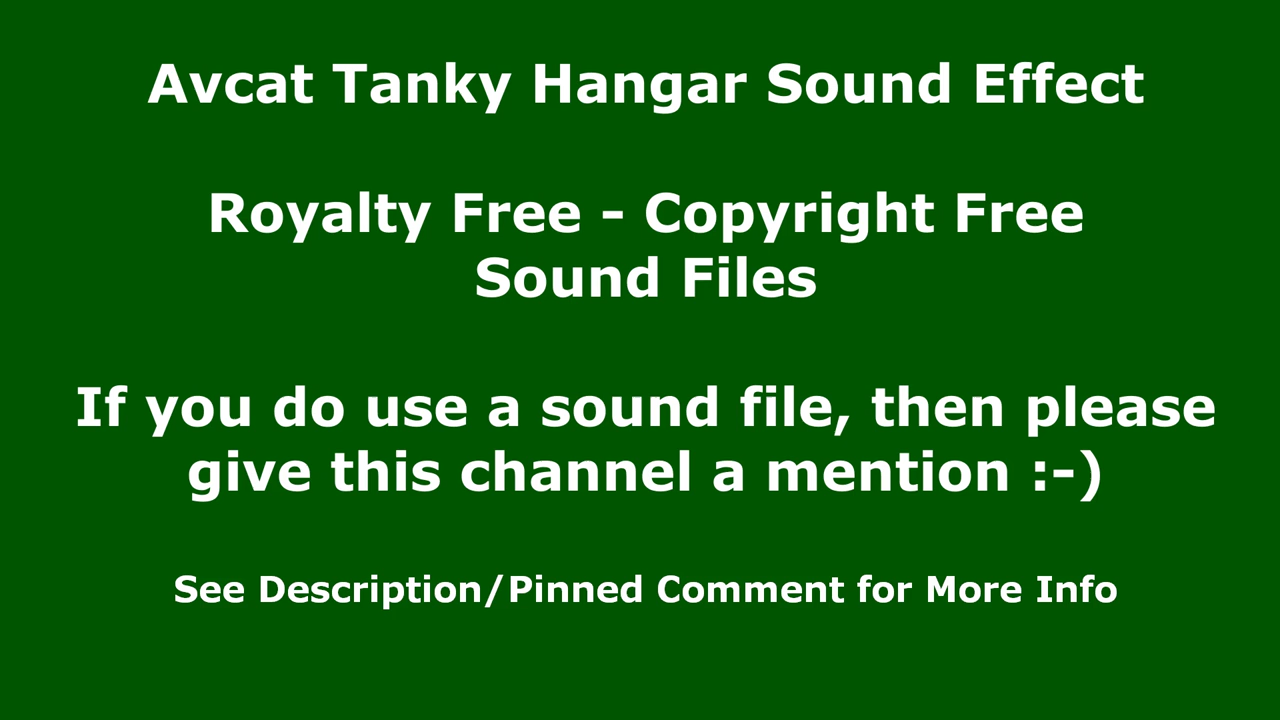 Avcat Tanky Hangar Sound Effect
Royalty Free - Copyright Free
Sound Files
If you do use a sound file, then please
give this channel a mention :-)
See Description/Pinned Comment for More Info